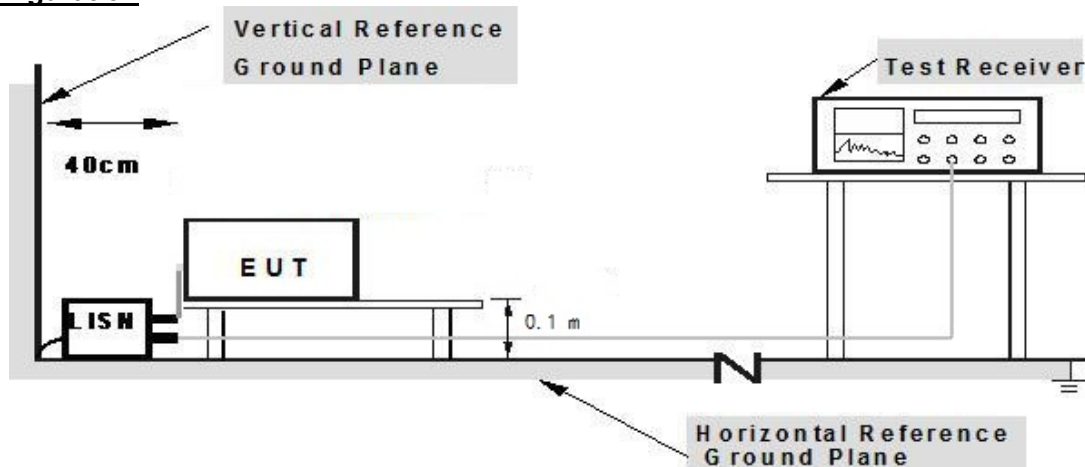 Vertical Reference
Ground Plane
Test Receiver
40cm
EUT
LISN
0.1 m
Horizontal Reference
Ground Plane